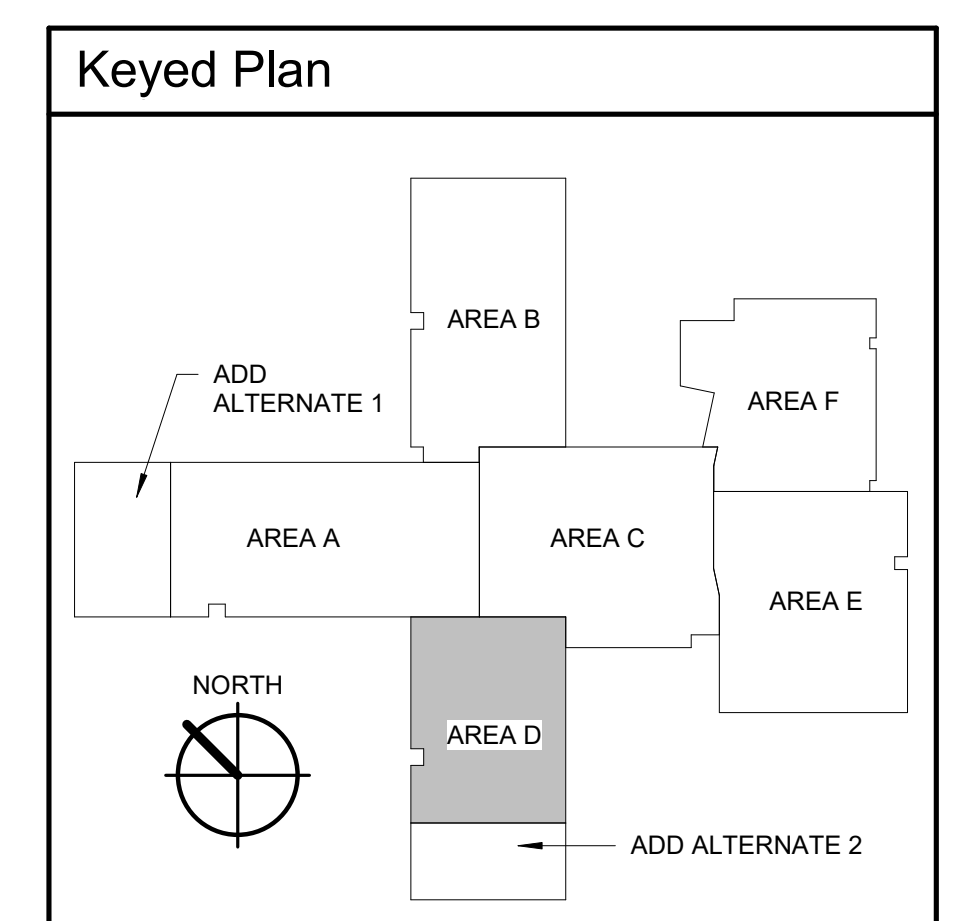 Keyed Plan
AREA B
ADD
ALTERNATE 1
AREA F
AREA A
AREA C
AREA E
NORTH
AREA D
ADD ALTERNATE 2